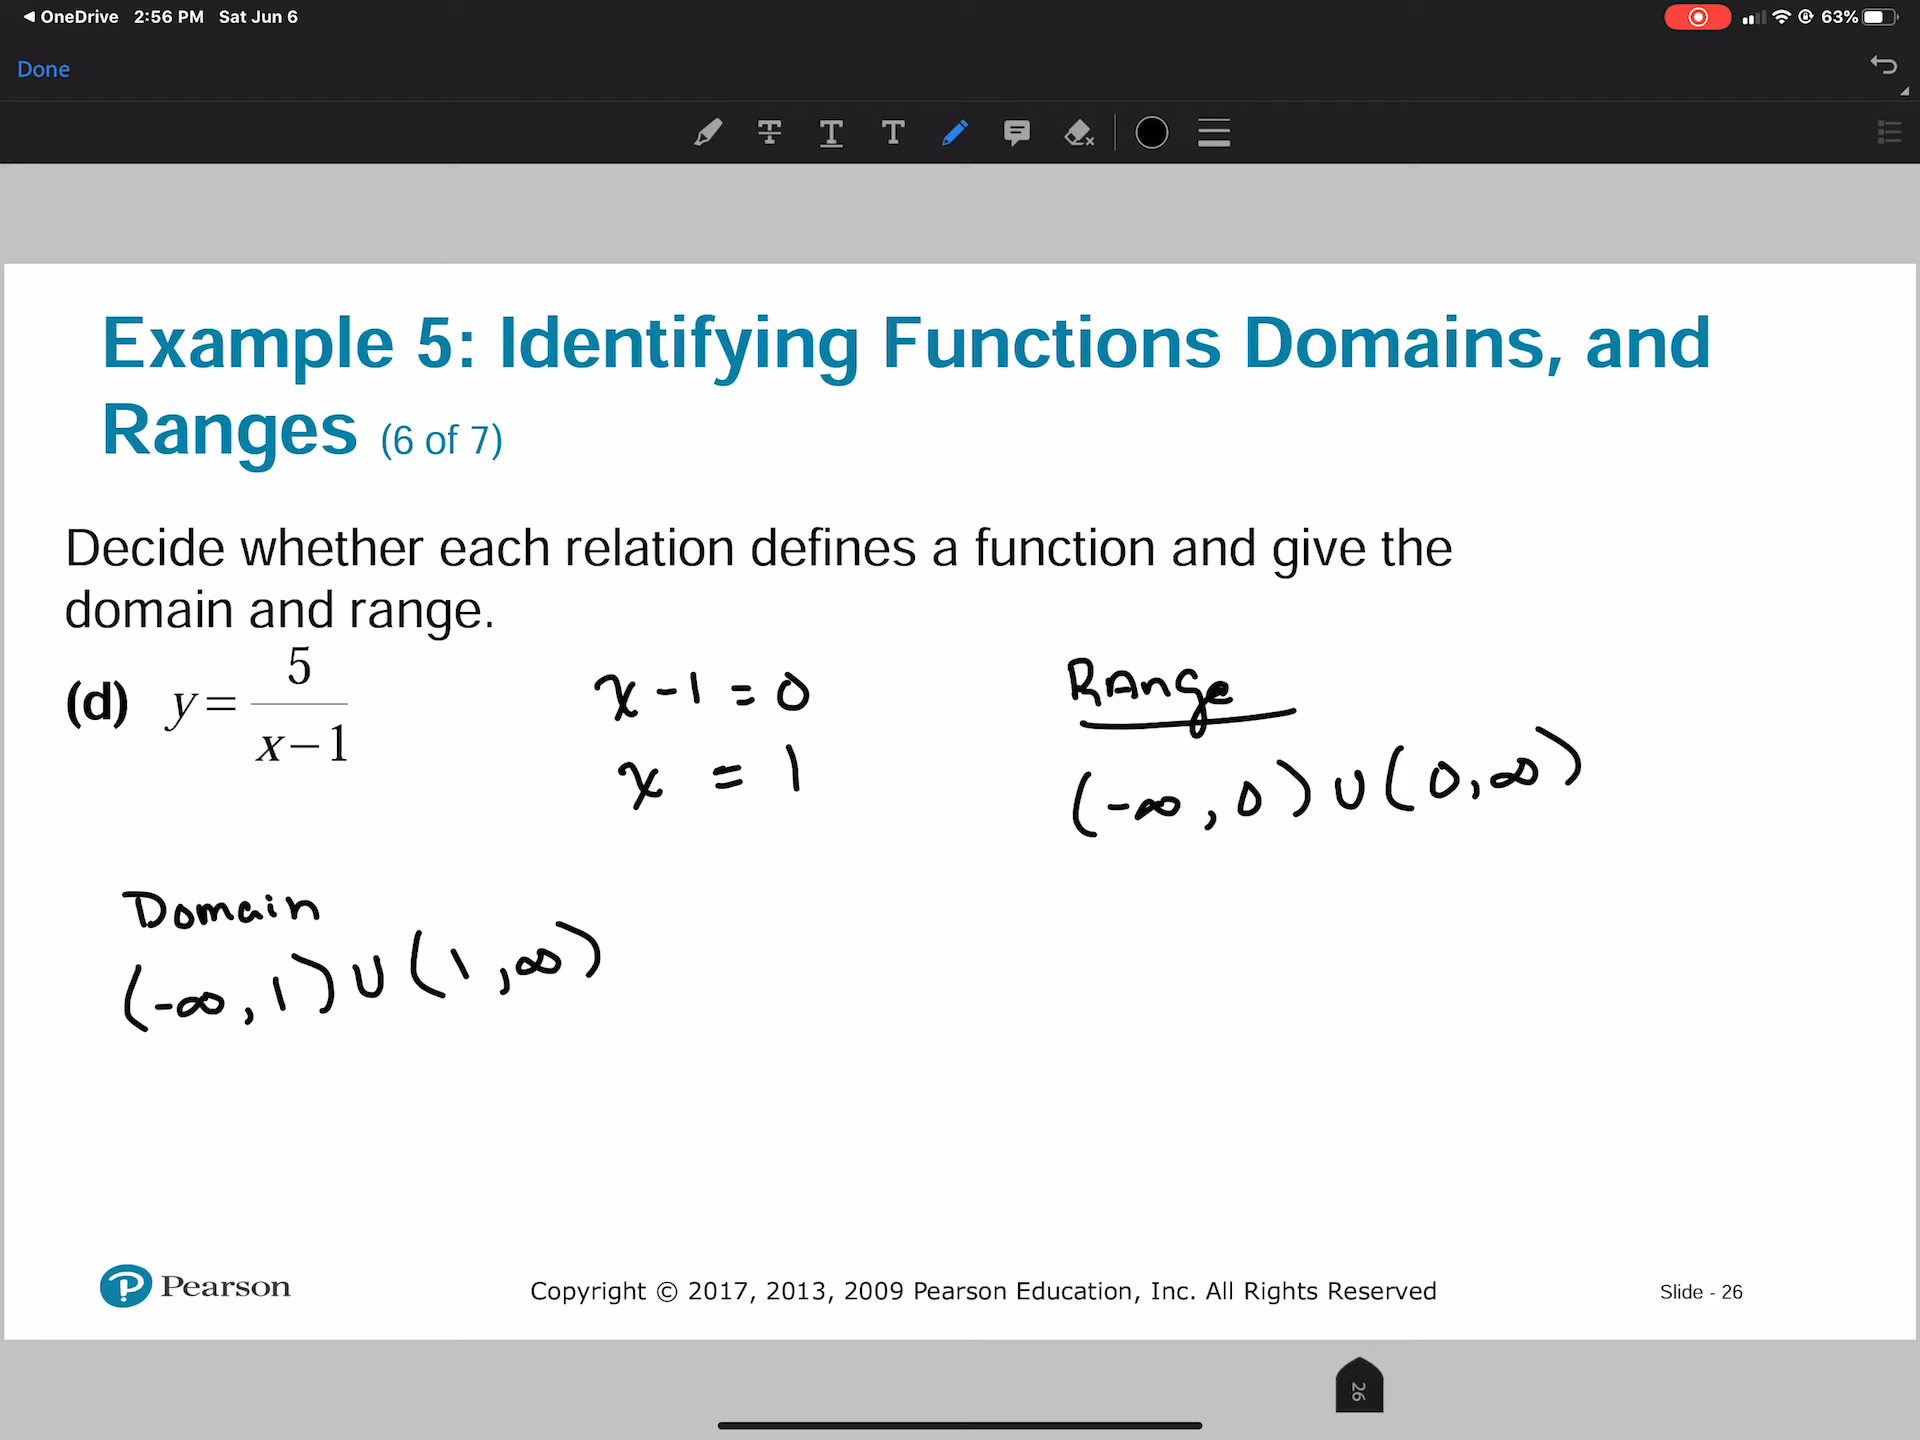 ◀ OneDrive 2:56 PM Sat Jun 6 63%
Done
T T T
Example 5: Identifying Functions Domains, and
Ranges (6 of 7)
Decide whether each relation defines a function and give the
domain and range.
(d) y = 5/(x−1)
x - 1 = 0
x = 1
Range
(-∞, 0) ∪ (0, ∞)
Domain
(-∞, 1) ∪ (1, ∞)
Pearson
Copyright © 2017, 2013, 2009 Pearson Education, Inc. All Rights Reserved
Slide - 26
26